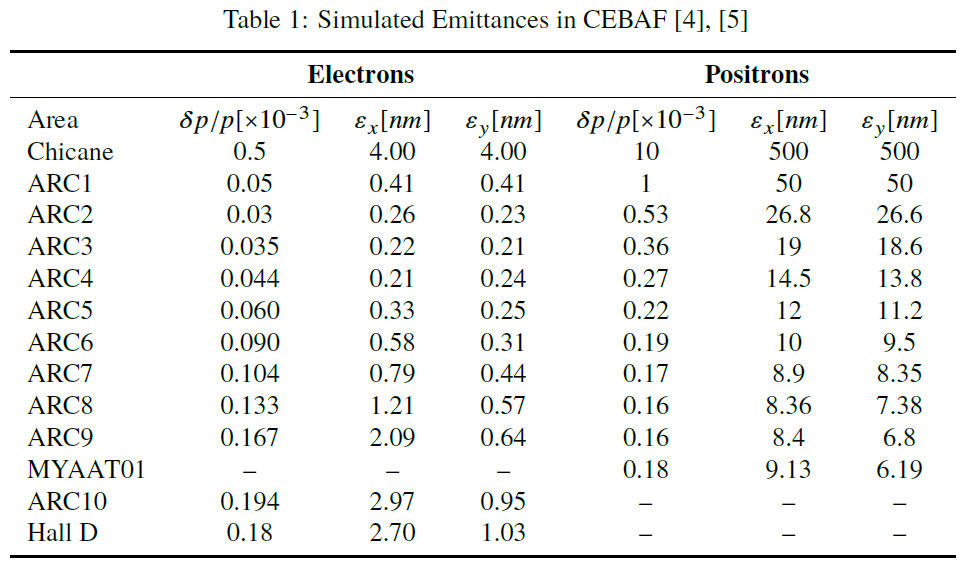 Table 1: Simulated Emittances in CEBAF [4], [5]
Electrons Positrons
Area δp/p[×10⁻³] εx[nm] εy[nm] δp/p[×10⁻³] εx[nm] εy[nm]
Chicane 0.5 4.00 4.00 10 500 500
ARC1 0.05 0.41 0.41 1 50 50
ARC2 0.03 0.26 0.23 0.53 26.8 26.6
ARC3 0.035 0.22 0.21 0.36 19 18.6
ARC4 0.044 0.21 0.24 0.27 14.5 13.8
ARC5 0.060 0.33 0.25 0.22 12 11.2
ARC6 0.090 0.58 0.31 0.19 10 9.5
ARC7 0.104 0.79 0.44 0.17 8.9 8.35
ARC8 0.133 1.21 0.57 0.16 8.36 7.38
ARC9 0.167 2.09 0.64 0.16 8.4 6.8
MYAAT01 – – – 0.18 9.13 6.19
ARC10 0.194 2.97 0.95 – – –
Hall D 0.18 2.70 1.03 – – –